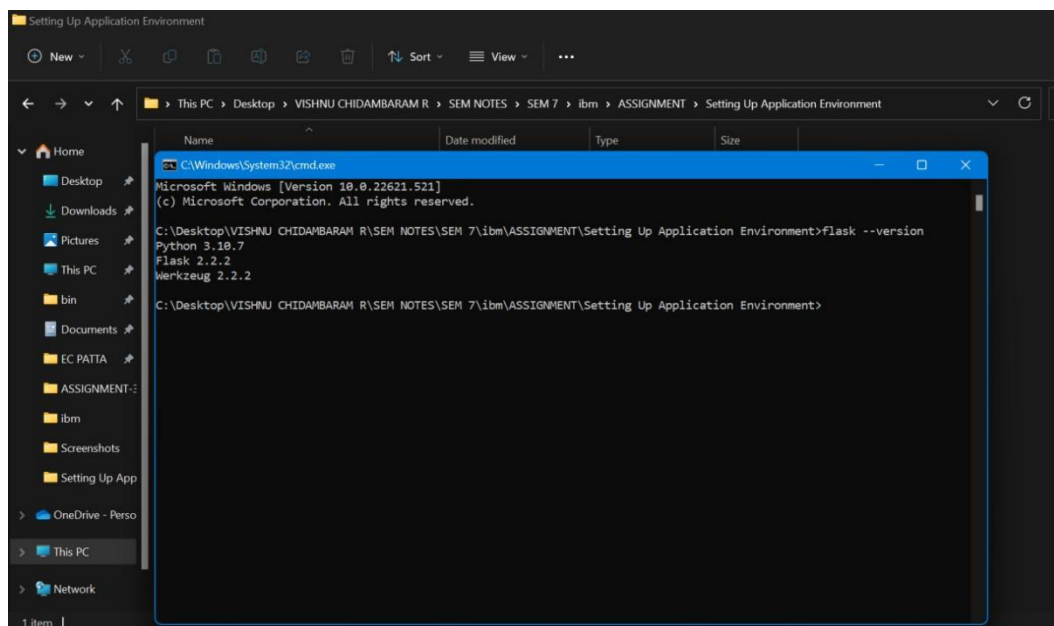 Setting Up Application Environment
New
Sort
View
This PC > Desktop > VISHNU CHIDAMBARAM R > SEM NOTES > SEM 7 > ibm > ASSIGNMENT > Setting Up Application Environment
Name Date modified Type Size
Home
Desktop
Downloads
Pictures
This PC
bin
Documents
EC PATTA
ASSIGNMENT-3
ibm
Screenshots
Setting Up App
OneDrive - Perso
This PC
Network
1 item
C:\Windows\System32\cmd.exe
Microsoft Windows [Version 10.0.22621.521]
(c) Microsoft Corporation. All rights reserved.
C:\Desktop\VISHNU CHIDAMBARAM R\SEM NOTES\SEM 7\ibm\ASSIGNMENT\Setting Up Application Environment>flask --version
Python 3.10.7
Flask 2.2.2
Werkzeug 2.2.2
C:\Desktop\VISHNU CHIDAMBARAM R\SEM NOTES\SEM 7\ibm\ASSIGNMENT\Setting Up Application Environment>